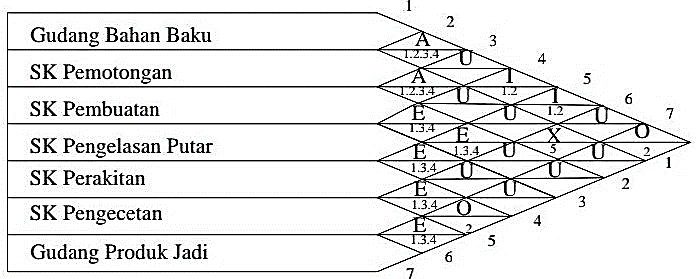 1
2
Gudang Bahan Baku A 3
1.2.3.4 U 4
SK Pemotongan A I 5
1.2.3.4 U 1.2 I 6
SK Pembuatan E U 1.2 U 7
1.3.4 E X O
SK Pengelasan Putar E 1.3.4 U 5 U 2 1
1.3.4 U U 2
SK Perakitan E U U 3
1.3.4 O 4
SK Pengecetan E 2 5
1.3.4 6
Gudang Produk Jadi 7